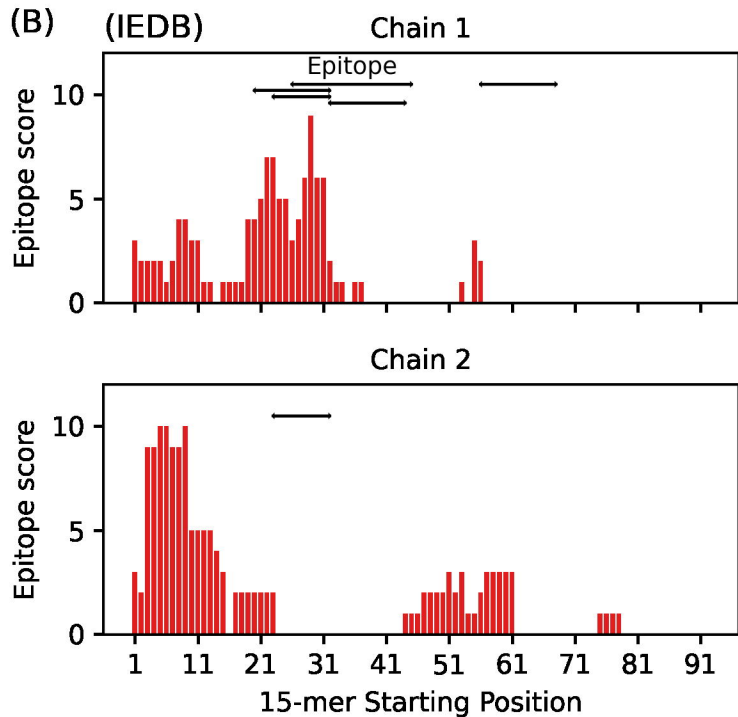 (B)
(IEDB)
Chain 1
Epitope
Epitope score
10
5
0
Chain 2
Epitope score
10
5
0
1 11 21 31 41 51 61 71 81 91
15-mer Starting Position